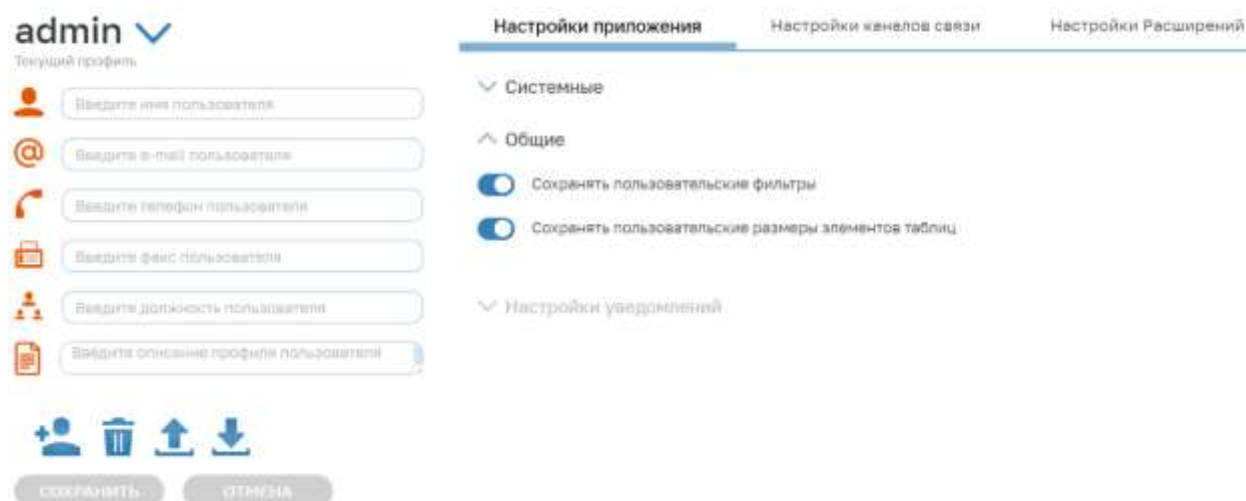 admin
Текущий профиль
Введите имя пользователя
Введите e-mail пользователя
Введите телефон пользователя
Введите факс пользователя
Введите должность пользователя
Введите описание профиля пользователя
СОХРАНИТЬ ОТМЕНА
Настройки приложения Настройки каналов связи Настройки Расширений
Системные
Общие
Сохранять пользовательские фильтры
Сохранять пользовательские размеры элементов таблиц
Настройки уведомлений